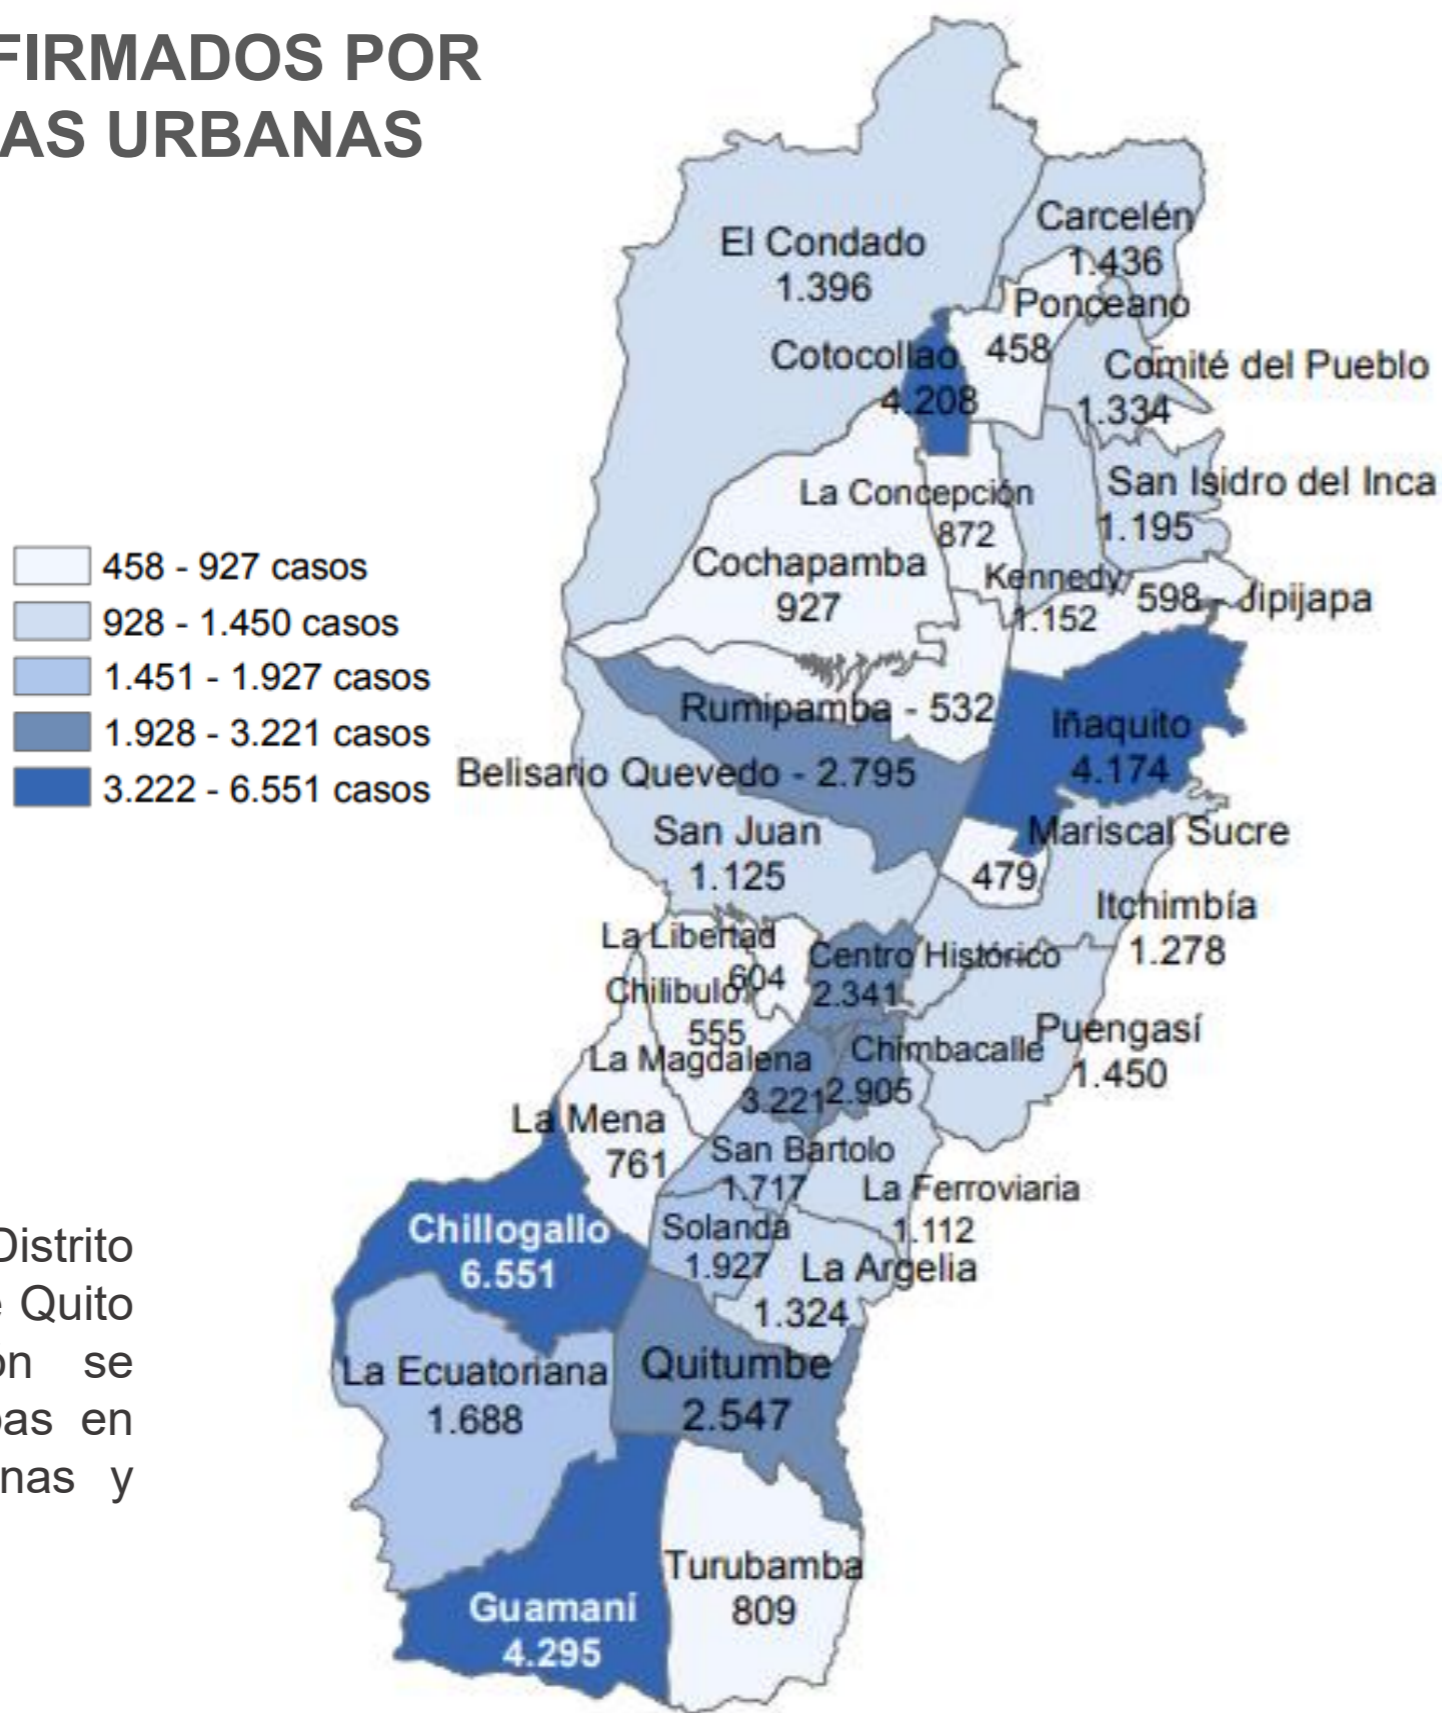 FIRMADOS POR
AS URBANAS
El Condado
1.396
Carcelén
1.436
Ponceano
458
Cotocollao
4.208
Comité del Pueblo
1.334
La Concepción
872
San Isidro del Inca
1.195
Cochapamba
927
Kennedy
1.152
598 - Jipijapa
458 - 927 casos
928 - 1.450 casos
1.451 - 1.927 casos
1.928 - 3.221 casos
3.222 - 6.551 casos
Rumipamba - 532
Iñaquito
4.174
Belisario Quevedo - 2.795
San Juan
1.125
Mariscal Sucre
479
Itchimbía
1.278
La Libertad
604
Centro Histórico
2.341
Chilibulo
555
Puengasí
1.450
La Magdalena
3.221
Chimbacalle
2.905
La Mena
761
San Bartolo
1.717
La Ferroviaria
1.112
Chillogallo
6.551
Solanda
1.927
La Argelia
1.324
La Ecuatoriana
1.688
Quitumbe
2.547
Turubamba
809
Guamaní
4.295
Distrito
e Quito
on se
pas en
nas y